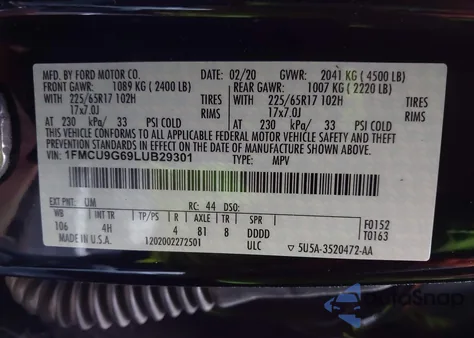 MFD. BY FORD MOTOR CO. 02/20 GVWR: 2041 KG (4500 LB)
FRONT GAWR: 1089 KG (2400 LB) REAR GAWR: 1007 KG (2220 LB)
WITH 225/65R17 102H TIRES WITH 225/65R17 102H TIRES
17x7.0J RIMS 17x7.0J RIMS
AT 230 kPa/ 33 PSI COLD AT 230 kPa/ 33 PSI COLD
THIS VEHICLE CONFORMS TO ALL APPLICABLE FEDERAL MOTOR VEHICLE SAFETY AND THEFT
PREVENTION STANDARDS IN EFFECT ON THE DATE OF MANUFACTURE SHOWN ABOVE.
VIN: 1FMCU9G69LUB29301 TYPE: MPV
EXT PNT: UM RC: 44 DSO:
WB INT TR TP/PS R AXLE TR SPR F0152
106 4H 4 81 8 DDDD T0163
MADE IN U.S.A. 1202002272501 ULC 5U5A-3520472-AA
AutoSnap